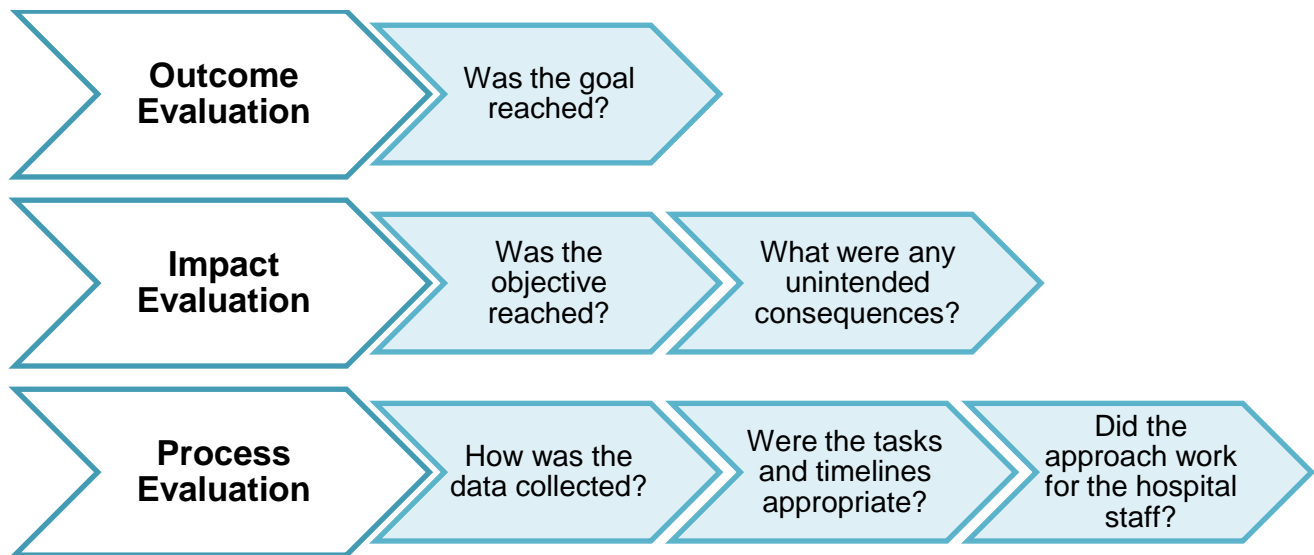 Outcome
Evaluation
Was the goal
reached?
Impact
Evaluation
Was the
objective
reached?
What were any
unintended
consequences?
Process
Evaluation
How was the
data collected?
Were the tasks
and timelines
appropriate?
Did the
approach work
for the hospital
staff?